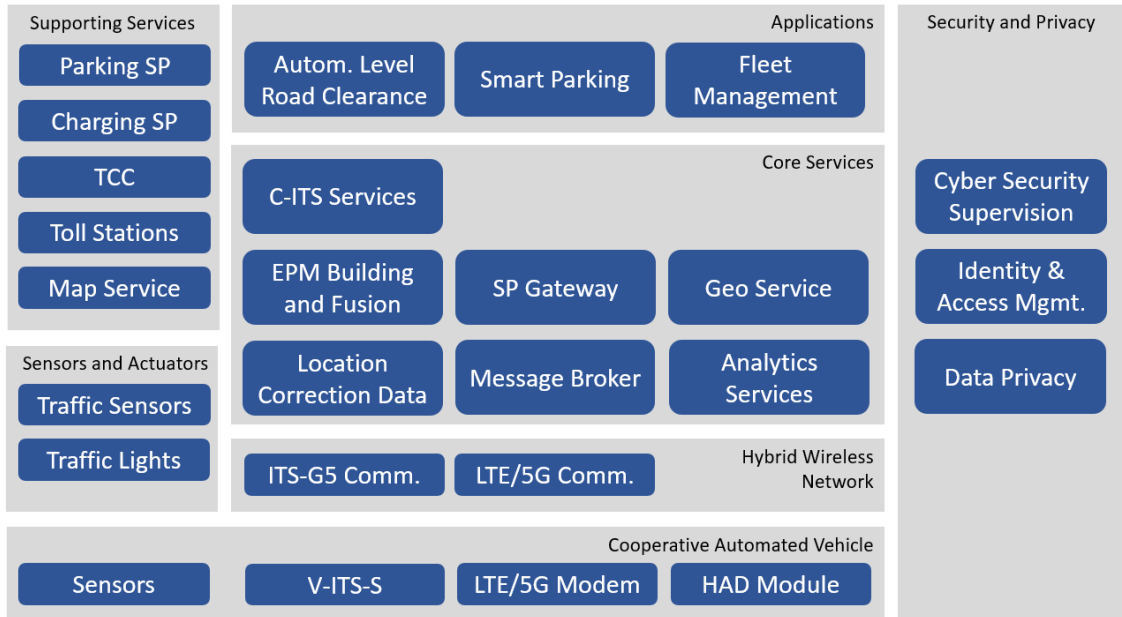 Supporting Services
Parking SP
Charging SP
TCC
Toll Stations
Map Service
Sensors and Actuators
Traffic Sensors
Traffic Lights
Applications
Autom. Level
Road Clearance
Smart Parking
Fleet
Management
Core Services
C-ITS Services
EPM Building
and Fusion
SP Gateway
Geo Service
Location
Correction Data
Message Broker
Analytics
Services
Hybrid Wireless
Network
ITS-G5 Comm.
LTE/5G Comm.
Cooperative Automated Vehicle
Sensors
V-ITS-S
LTE/5G Modem
HAD Module
Security and Privacy
Cyber Security
Supervision
Identity &
Access Mgmt.
Data Privacy